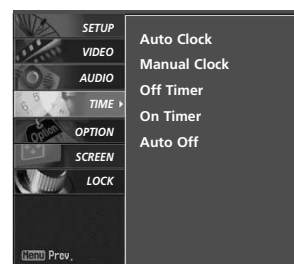 SETUP
VIDEO
AUDIO
TIME
OPTION
SCREEN
LOCK
Menu Prev.
Auto Clock
Manual Clock
Off Timer
On Timer
Auto Off